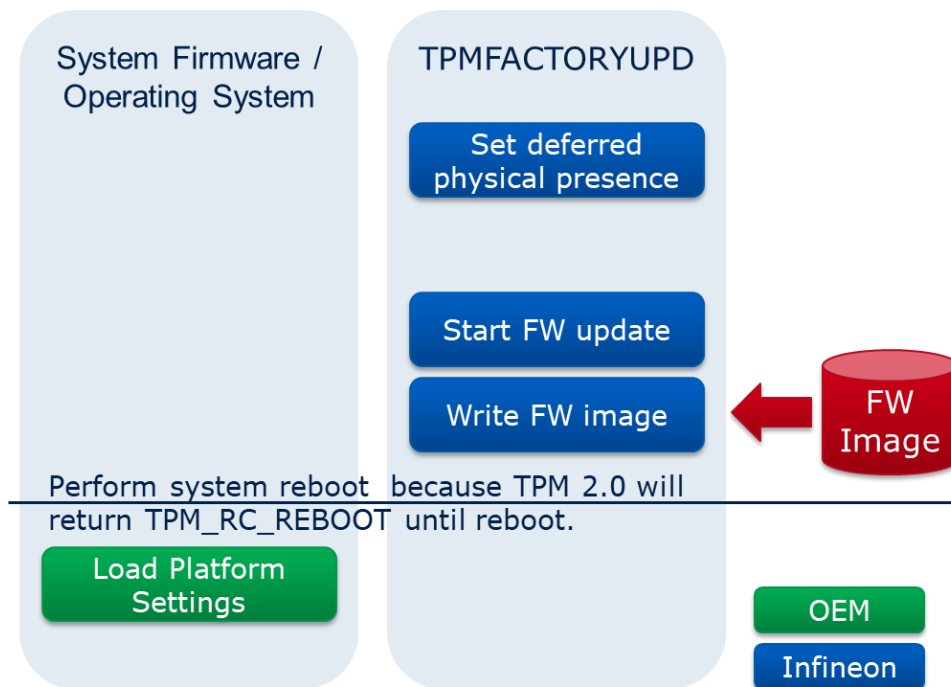 System Firmware /
Operating System
TPMFACTORYUPD
Set deferred
physical presence
Start FW update
Write FW image
FW
Image
Perform system reboot because TPM 2.0 will
return TPM_RC_REBOOT until reboot.
Load Platform
Settings
OEM
Infineon